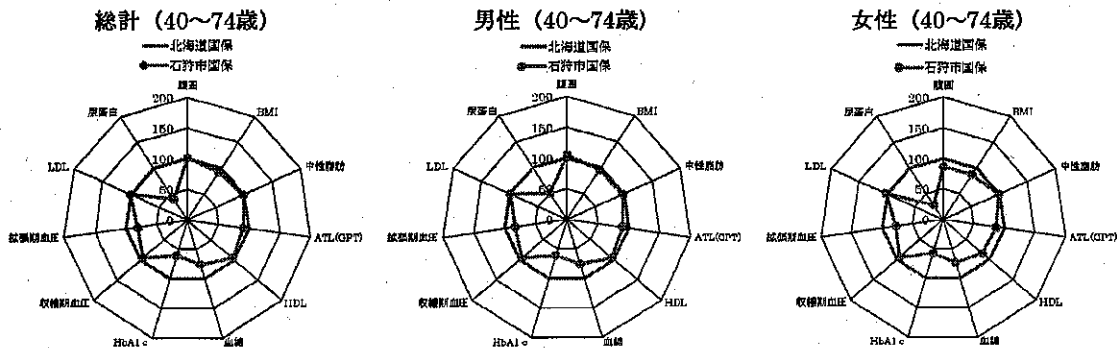 総計（40～74歳）
北海道国保
石狩市国保
腹囲
BMI
中性脂肪
ATL(GPT)
HDL
血糖
HbA1c
収縮期血圧
拡張期血圧
LDL
尿蛋白
200
150
100
50
0
男性（40～74歳）
北海道国保
石狩市国保
腹囲
BMI
中性脂肪
ATL(GPT)
HDL
血糖
HbA1c
収縮期血圧
拡張期血圧
LDL
尿蛋白
200
150
100
50
0
女性（40～74歳）
北海道国保
石狩市国保
腹囲
BMI
中性脂肪
ATL(GPT)
HDL
血糖
HbA1c
収縮期血圧
拡張期血圧
LDL
尿蛋白
200
150
100
50
0